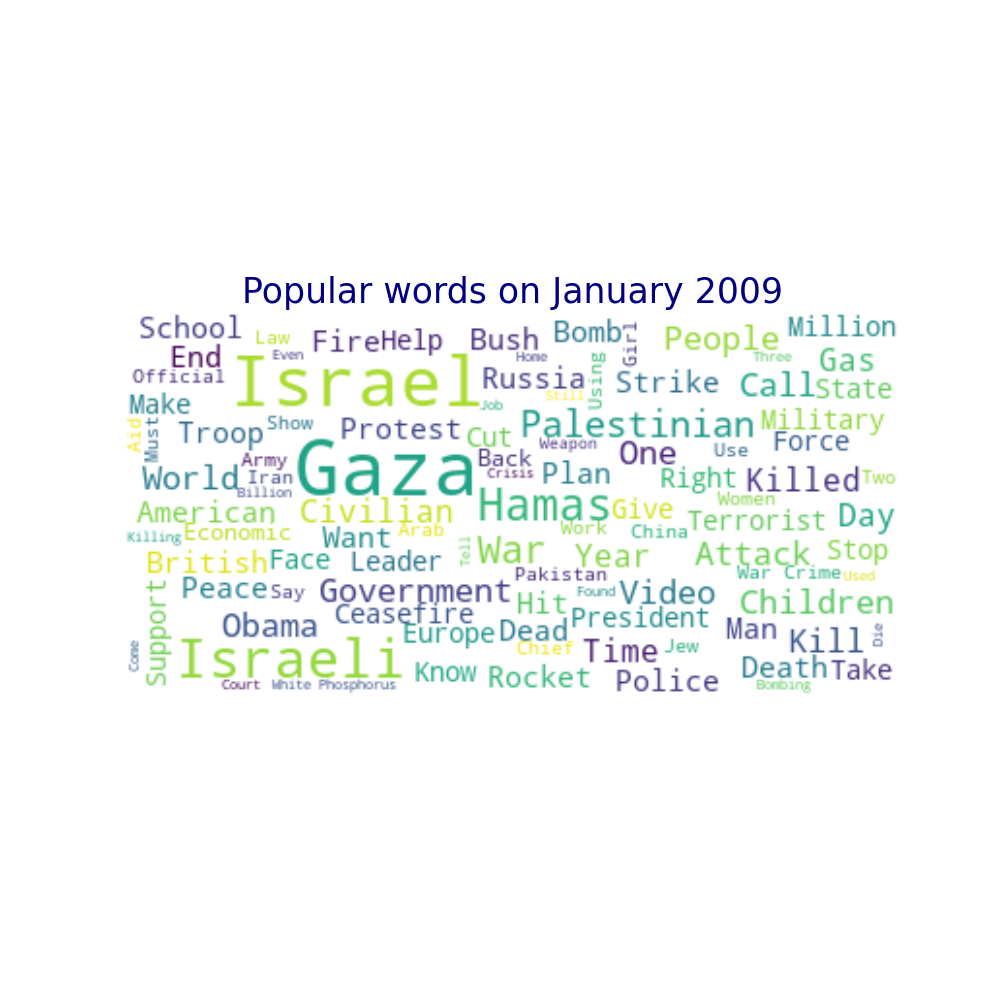 Popular words on January 2009
School Law Fire Help Bush Bomb Girl People Million
End Even Home Three Gas
Official Israel Russia Still Using Strike Call State
Make Job
Aid Must Troop Show Protest Cut Palestinian Military
Army Gaza Back Weapon One Use Force
World Iran Crisis Plan Right Killed Two
Billion
American Civilian Hamas Give Women Terrorist Day
Killing Economic Want Arab Work China
British Face Leader Tell War Year Attack Stop
Support Peace Say Government Pakistan Found Video War Crime Used
Ceasefire Hit President Children
Obama Europe Dead Man Kill Die
Come Israeli Chief Time Jew
Know Rocket Police Death Take
Court White Phosphorus Bombing